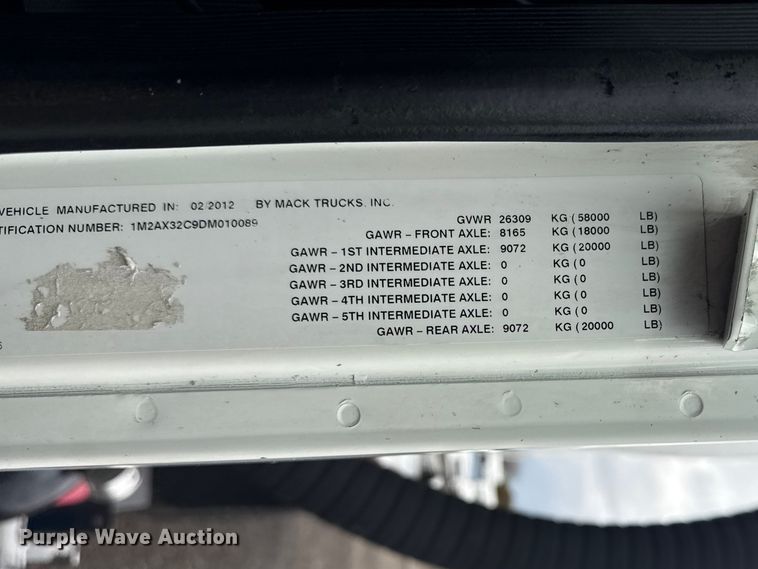 VEHICLE MANUFACTURED IN: 02/2012 BY MACK TRUCKS, INC.
TIFICATION NUMBER: 1M2AX32C9DM010089
GVWR 26309 KG (58000 LB)
GAWR - FRONT AXLE: 8165 KG (18000 LB)
GAWR - 1ST INTERMEDIATE AXLE: 9072 KG (20000 LB)
GAWR - 2ND INTERMEDIATE AXLE: 0 KG (0 LB)
GAWR - 3RD INTERMEDIATE AXLE: 0 KG (0 LB)
GAWR - 4TH INTERMEDIATE AXLE: 0 KG (0 LB)
GAWR - 5TH INTERMEDIATE AXLE: 0 KG (0 LB)
GAWR - REAR AXLE: 9072 KG (20000 LB)
Purple Wave Auction